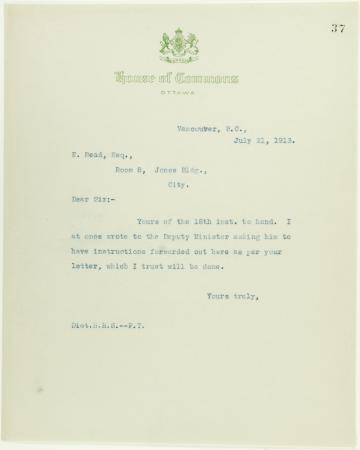 37
House of Commons
OTTAWA
Vancouver, B.C.,
July 21, 1913.
E. Read, Esq.,
Room 8, Jones Bldg.,
City.
Dear Sir:-
Yours of the 18th inst. to hand. I
at once wrote to the Deputy Minister asking him to
have instructions forwarded out here as per your
letter, which I trust will be done.
Yours truly,
Dict.H.H.S.--P.T.